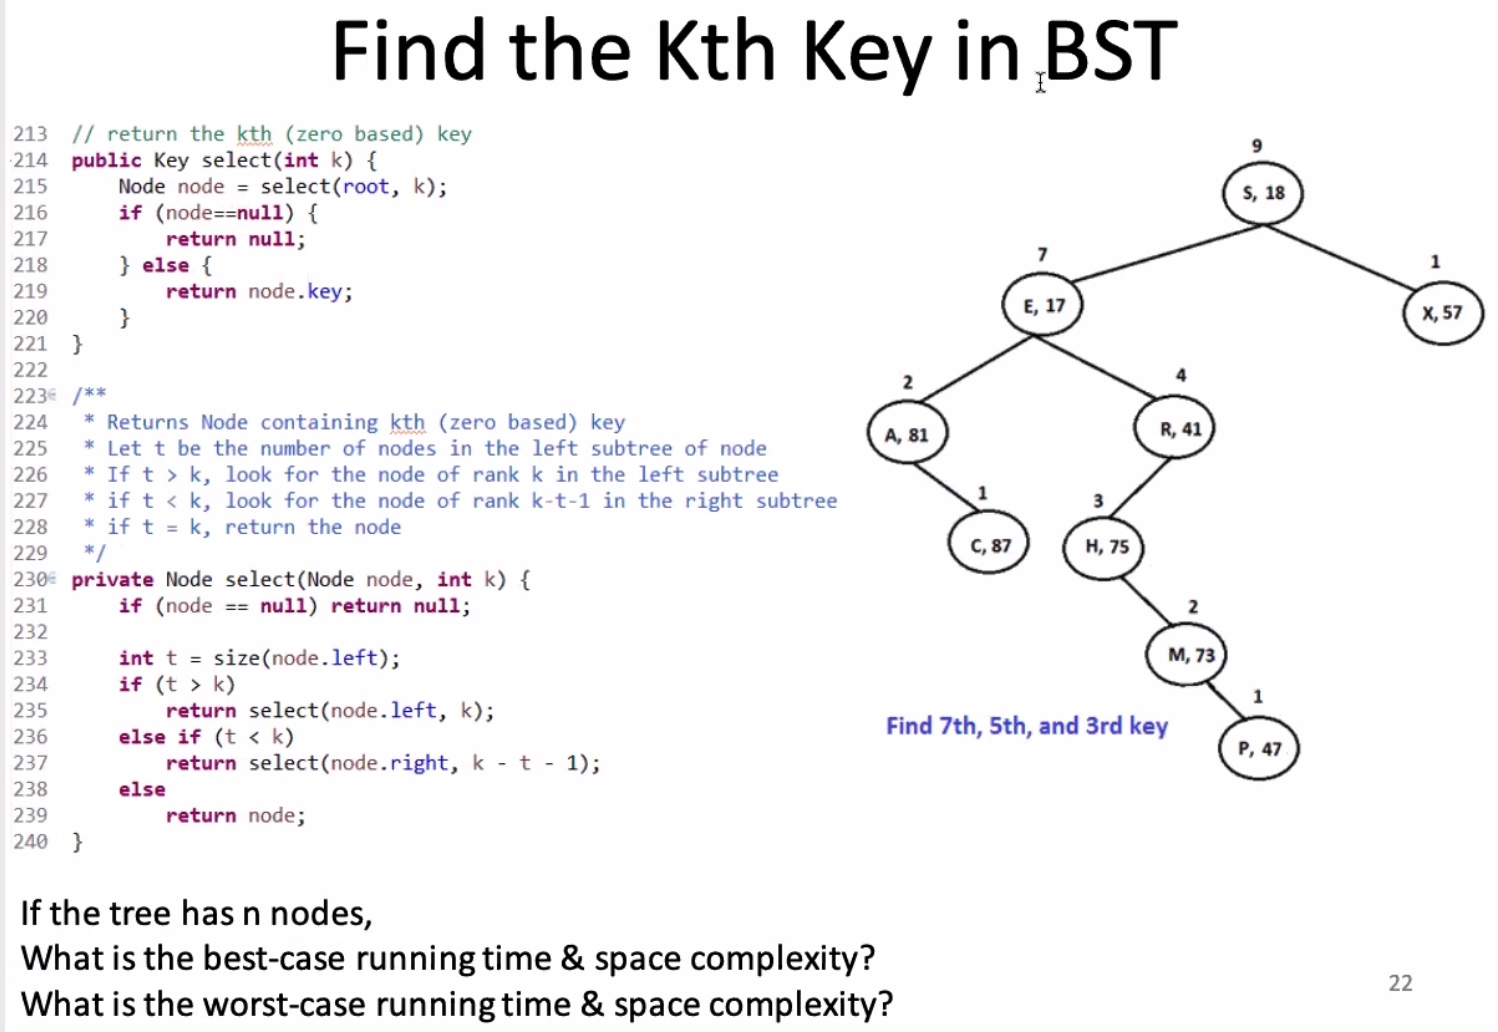 Find the Kth Key in BST
213 // return the kth (zero based) key
214 public Key select(int k) {
215 Node node = select(root, k);
216 if (node==null) {
217 return null;
218 } else {
219 return node.key;
220 }
221 }
222
223 /**
224 * Returns Node containing kth (zero based) key
225 * Let t be the number of nodes in the left subtree of node
226 * If t > k, look for the node of rank k in the left subtree
227 * if t < k, look for the node of rank k-t-1 in the right subtree
228 * if t = k, return the node
229 */
230 private Node select(Node node, int k) {
231 if (node == null) return null;
232
233 int t = size(node.left);
234 if (t > k)
235 return select(node.left, k);
236 else if (t < k)
237 return select(node.right, k - t - 1);
238 else
239 return node;
240 }
9
S, 18
7
E, 17
1
X, 57
2
A, 81
4
R, 41
1
C, 87
3
H, 75
2
M, 73
1
P, 47
Find 7th, 5th, and 3rd key
If the tree has n nodes,
What is the best-case running time & space complexity?
What is the worst-case running time & space complexity?
22